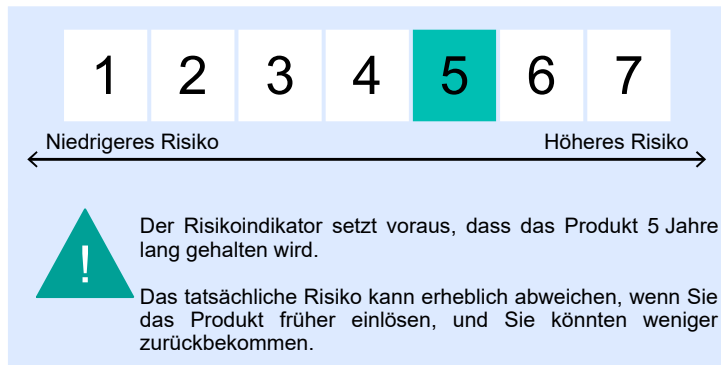 1 2 3 4 5 6 7
Niedrigeres Risiko Höheres Risiko
!
Der Risikoindikator setzt voraus, dass das Produkt 5 Jahre
lang gehalten wird.
Das tatsächliche Risiko kann erheblich abweichen, wenn Sie
das Produkt früher einlösen, und Sie könnten weniger
zurückbekommen.